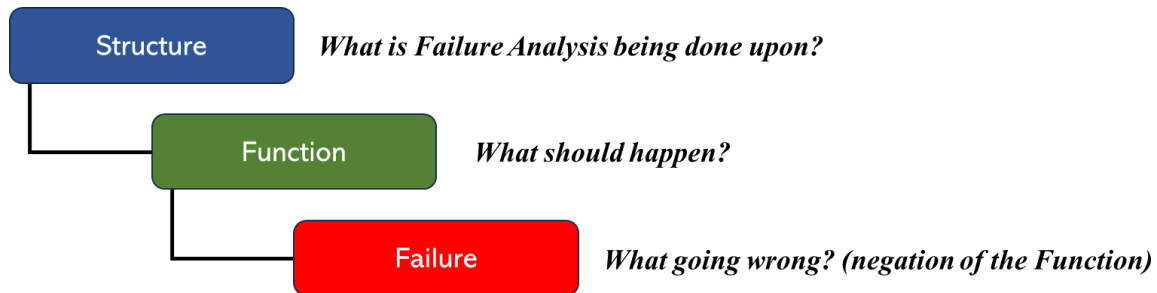 Structure What is Failure Analysis being done upon?
Function What should happen?
Failure What going wrong? (negation of the Function)